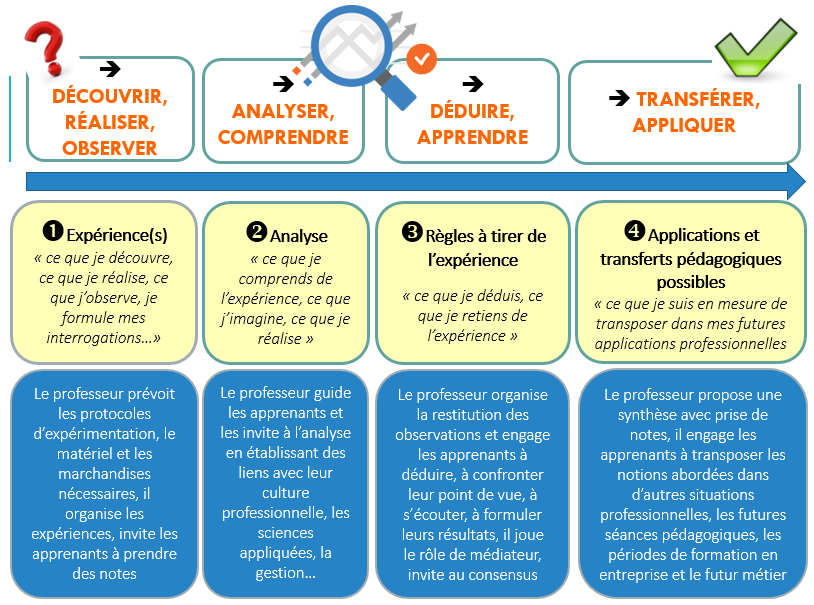 ➔
DÉCOUVRIR,
RÉALISER,
OBSERVER
➔
ANALYSER,
COMPRENDRE
➔
DÉDUIRE,
APPRENDRE
➔ TRANSFÉRER,
APPLIQUER
❶ Expérience(s)
« ce que je découvre,
ce que je réalise, ce
que j’observe, je
formule mes
interrogations…»
❷ Analyse
« ce que je
comprends de
l’expérience, ce que
j’imagine, ce que je
réalise »
❸ Règles à tirer de
l’expérience
« ce que je déduis, ce
que je retiens de
l’expérience »
❹ Applications et
transferts pédagogiques
possibles
« ce que je suis en mesure de
transposer dans mes futures
applications professionnelles
Le professeur prévoit
les protocoles
d’expérimentation, le
matériel et les
marchandises
nécessaires, il
organise les
expériences, invite les
apprenants à prendre
des notes
Le professeur guide
les apprenants et
les invite à l’analyse
en établissant des
liens avec leur
culture
professionnelle, les
sciences
appliquées, la
gestion…
Le professeur organise
la restitution des
observations et engage
les apprenants à
déduire, à confronter
leur point de vue, à
s’écouter, à formuler
leurs résultats, il joue
le rôle de médiateur,
invite au consensus
Le professeur propose une
synthèse avec prise de
notes, il engage les
apprenants à transposer les
notions abordées dans
d’autres situations
professionnelles, les futures
séances pédagogiques, les
périodes de formation en
entreprise et le futur métier